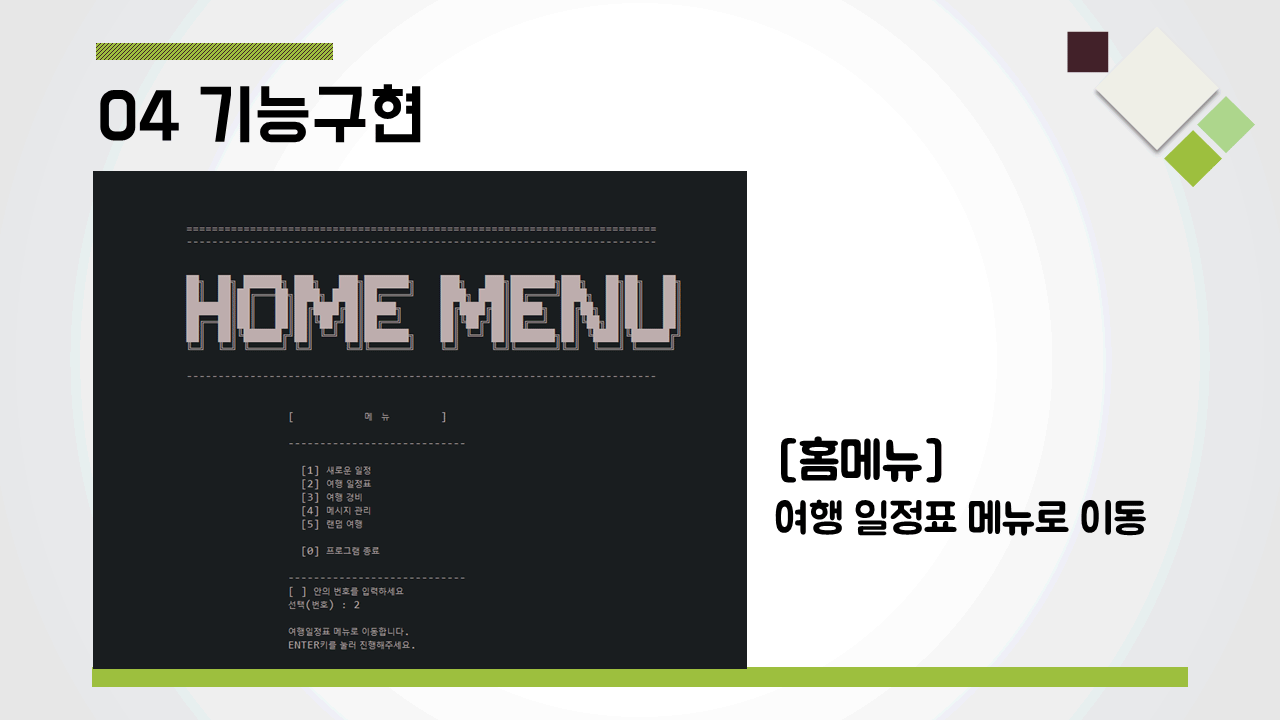 04 기능구현
=========================================================================
-------------------------------------------------------------------------
HOME MENU
-------------------------------------------------------------------------
[ 메 뉴 ]
----------------------------
[1] 새로운 일정
[2] 여행 일정표
[3] 여행 경비
[4] 메시지 관리
[5] 랜덤 여행
[0] 프로그램 종료
----------------------------
[ ] 안의 번호를 입력하세요
선택(번호) : 2
여행일정표 메뉴로 이동합니다.
ENTER키를 눌러 진행해주세요.
[홈메뉴]
여행 일정표 메뉴로 이동